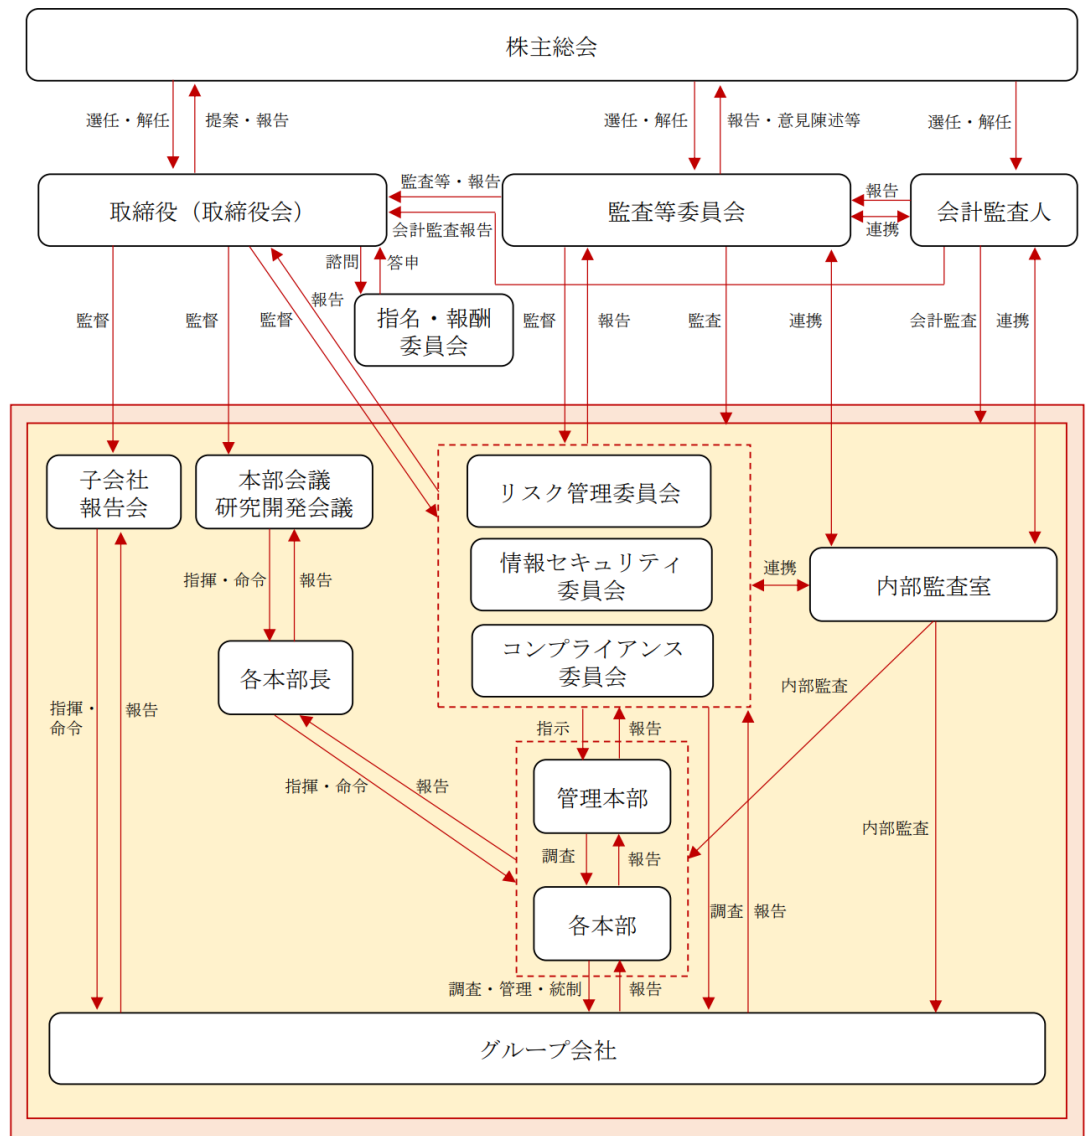 株主総会
選任・解任
提案・報告
選任・解任
報告・意見陳述等
選任・解任
取締役（取締役会）
監査等・報告
会計監査報告
監査等委員会
報告
連携
会計監査人
諮問
答申
指名・報酬
委員会
監督
監督
監督
報告
監督
報告
監査
連携
会計監査
連携
子会社
報告会
本部会議
研究開発会議
リスク管理委員会
情報セキュリティ
委員会
コンプライアンス
委員会
連携
内部監査室
指揮・命令
報告
各本部長
指揮・
命令
報告
指揮・命令
報告
指示
報告
管理本部
調査
報告
各本部
調査・管理・統制
報告
調査
報告
内部監査
内部監査
グループ会社